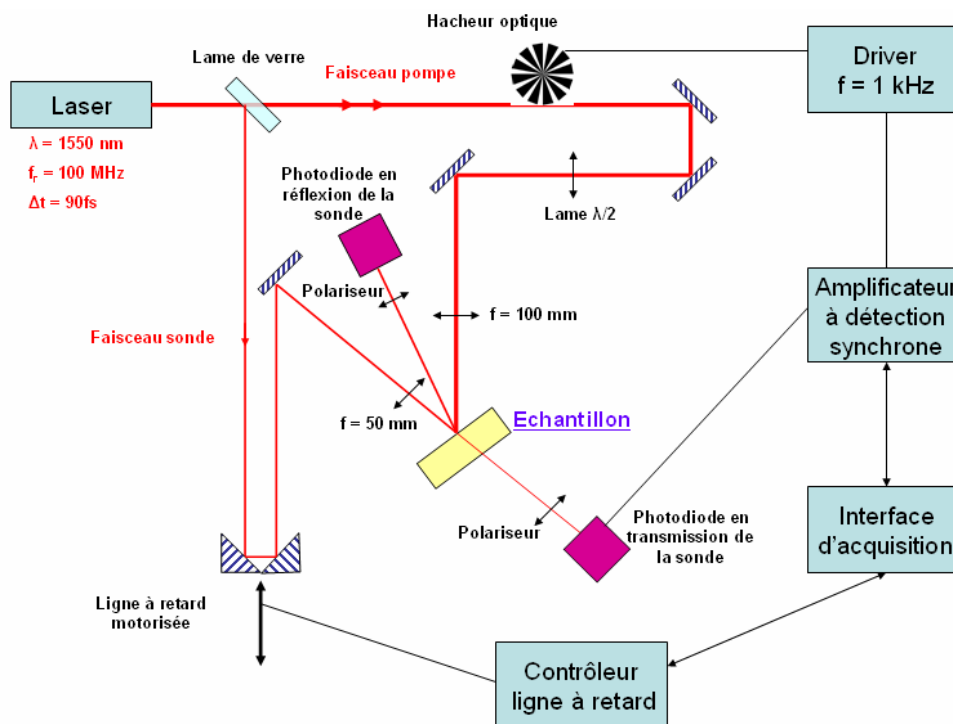 Hacheur optique
Lame de verre
Faisceau pompe
Driver
f = 1 kHz
Laser
λ = 1550 nm
f_r = 100 MHz
Δt = 90fs
Photodiode en
réflexion de la
sonde
Lame λ/2
Polariseur
f = 100 mm
Amplificateur
à détection
synchrone
Faisceau sonde
f = 50 mm
Echantillon
Polariseur
Photodiode en
transmission de
la sonde
Interface
d'acquisition
Ligne à retard
motorisée
Contrôleur
ligne à retard